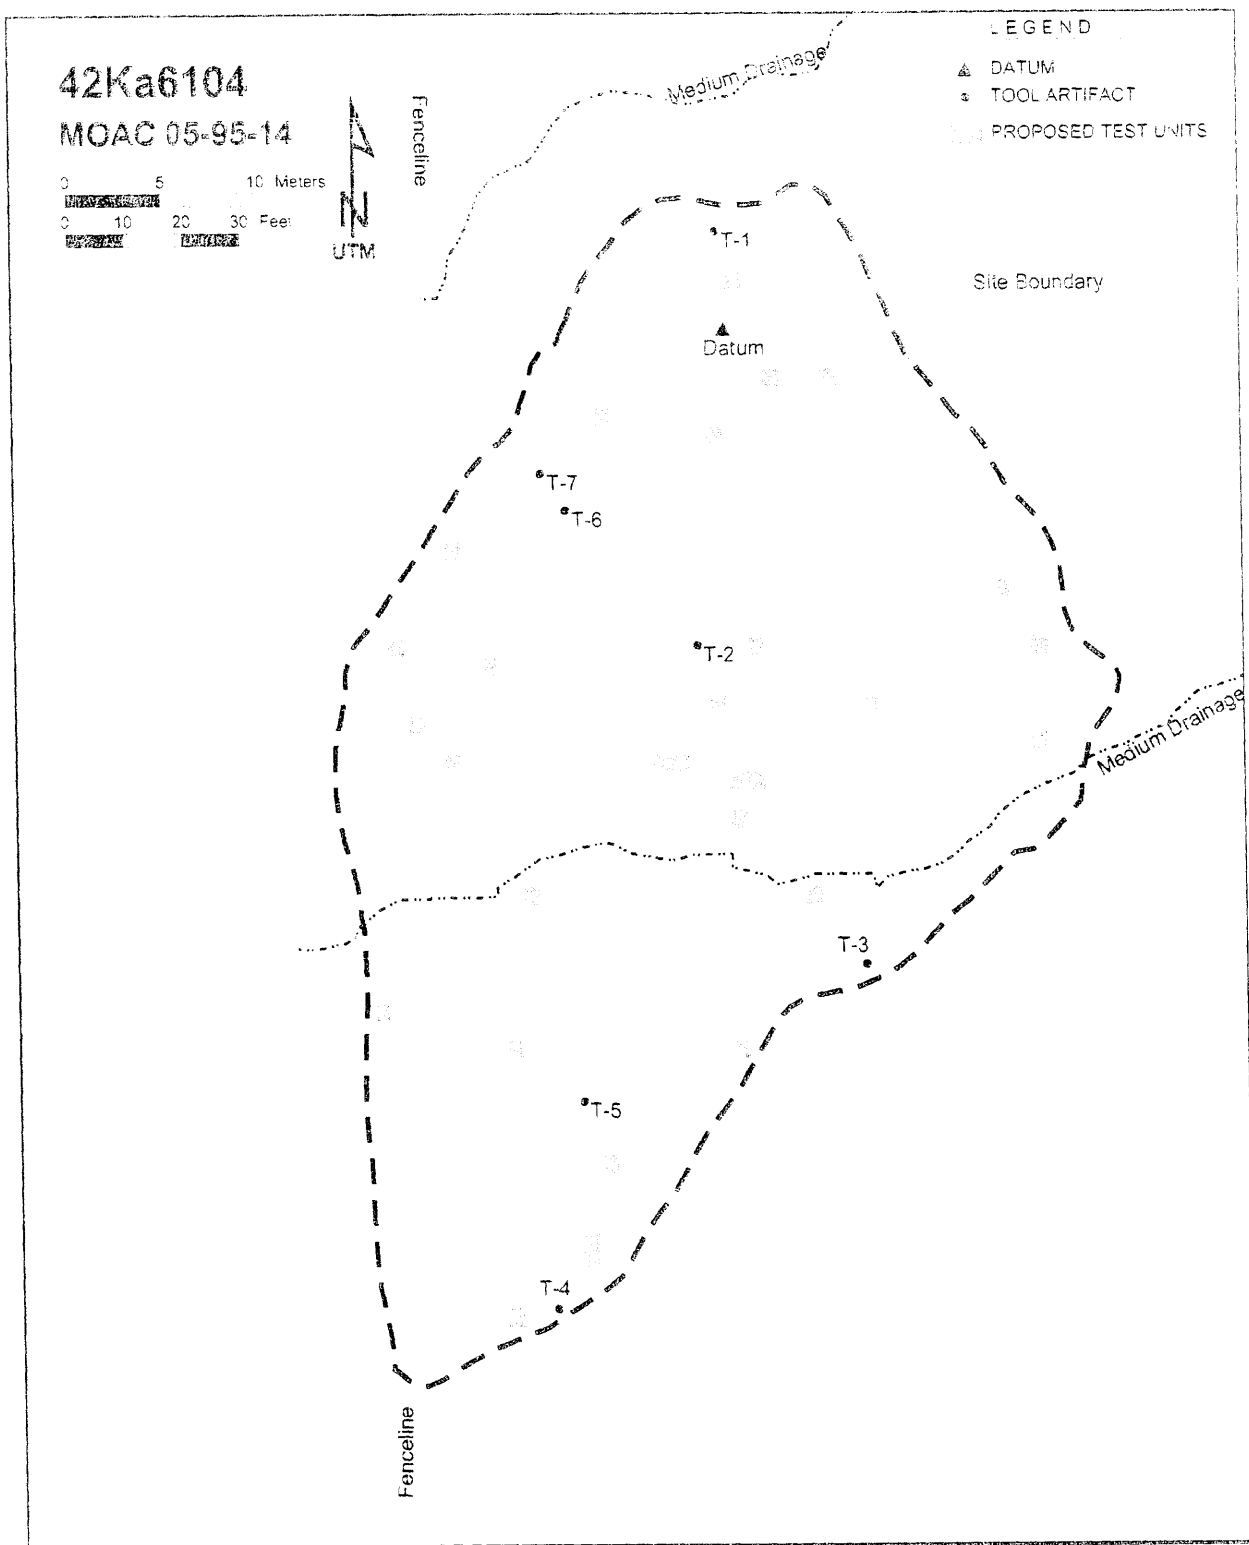 42Ka6104
MOAC 05-95-14
0 5 10 Meters
0 10 20 30 Feet
N
UTM
Fenceline
Medium Drainage
LEGEND
DATUM
TOOL ARTIFACT
PROPOSED TEST UNITS
T-1
Site Boundary
Datum
T-7
T-6
T-2
Medium Drainage
T-3
T-5
T-4
Fenceline